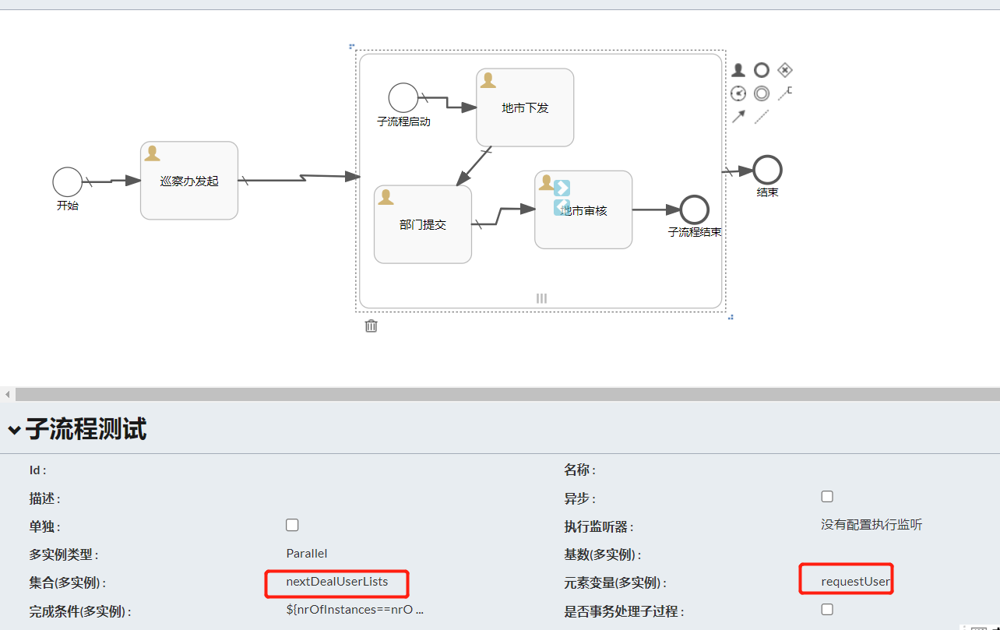 子流程启动
地市下发
开始
巡察办发起
部门提交
地市审核
子流程结束
结束
子流程测试
Id :
名称 :
描述 :
异步 :
单独 :
执行监听器 :
没有配置执行监听
多实例类型 :
Parallel
基数(多实例) :
集合(多实例) :
nextDealUserLists
元素变量(多实例) :
requestUser
完成条件(多实例) :
${nrOfInstances==nrO ...
是否事务处理子过程 :